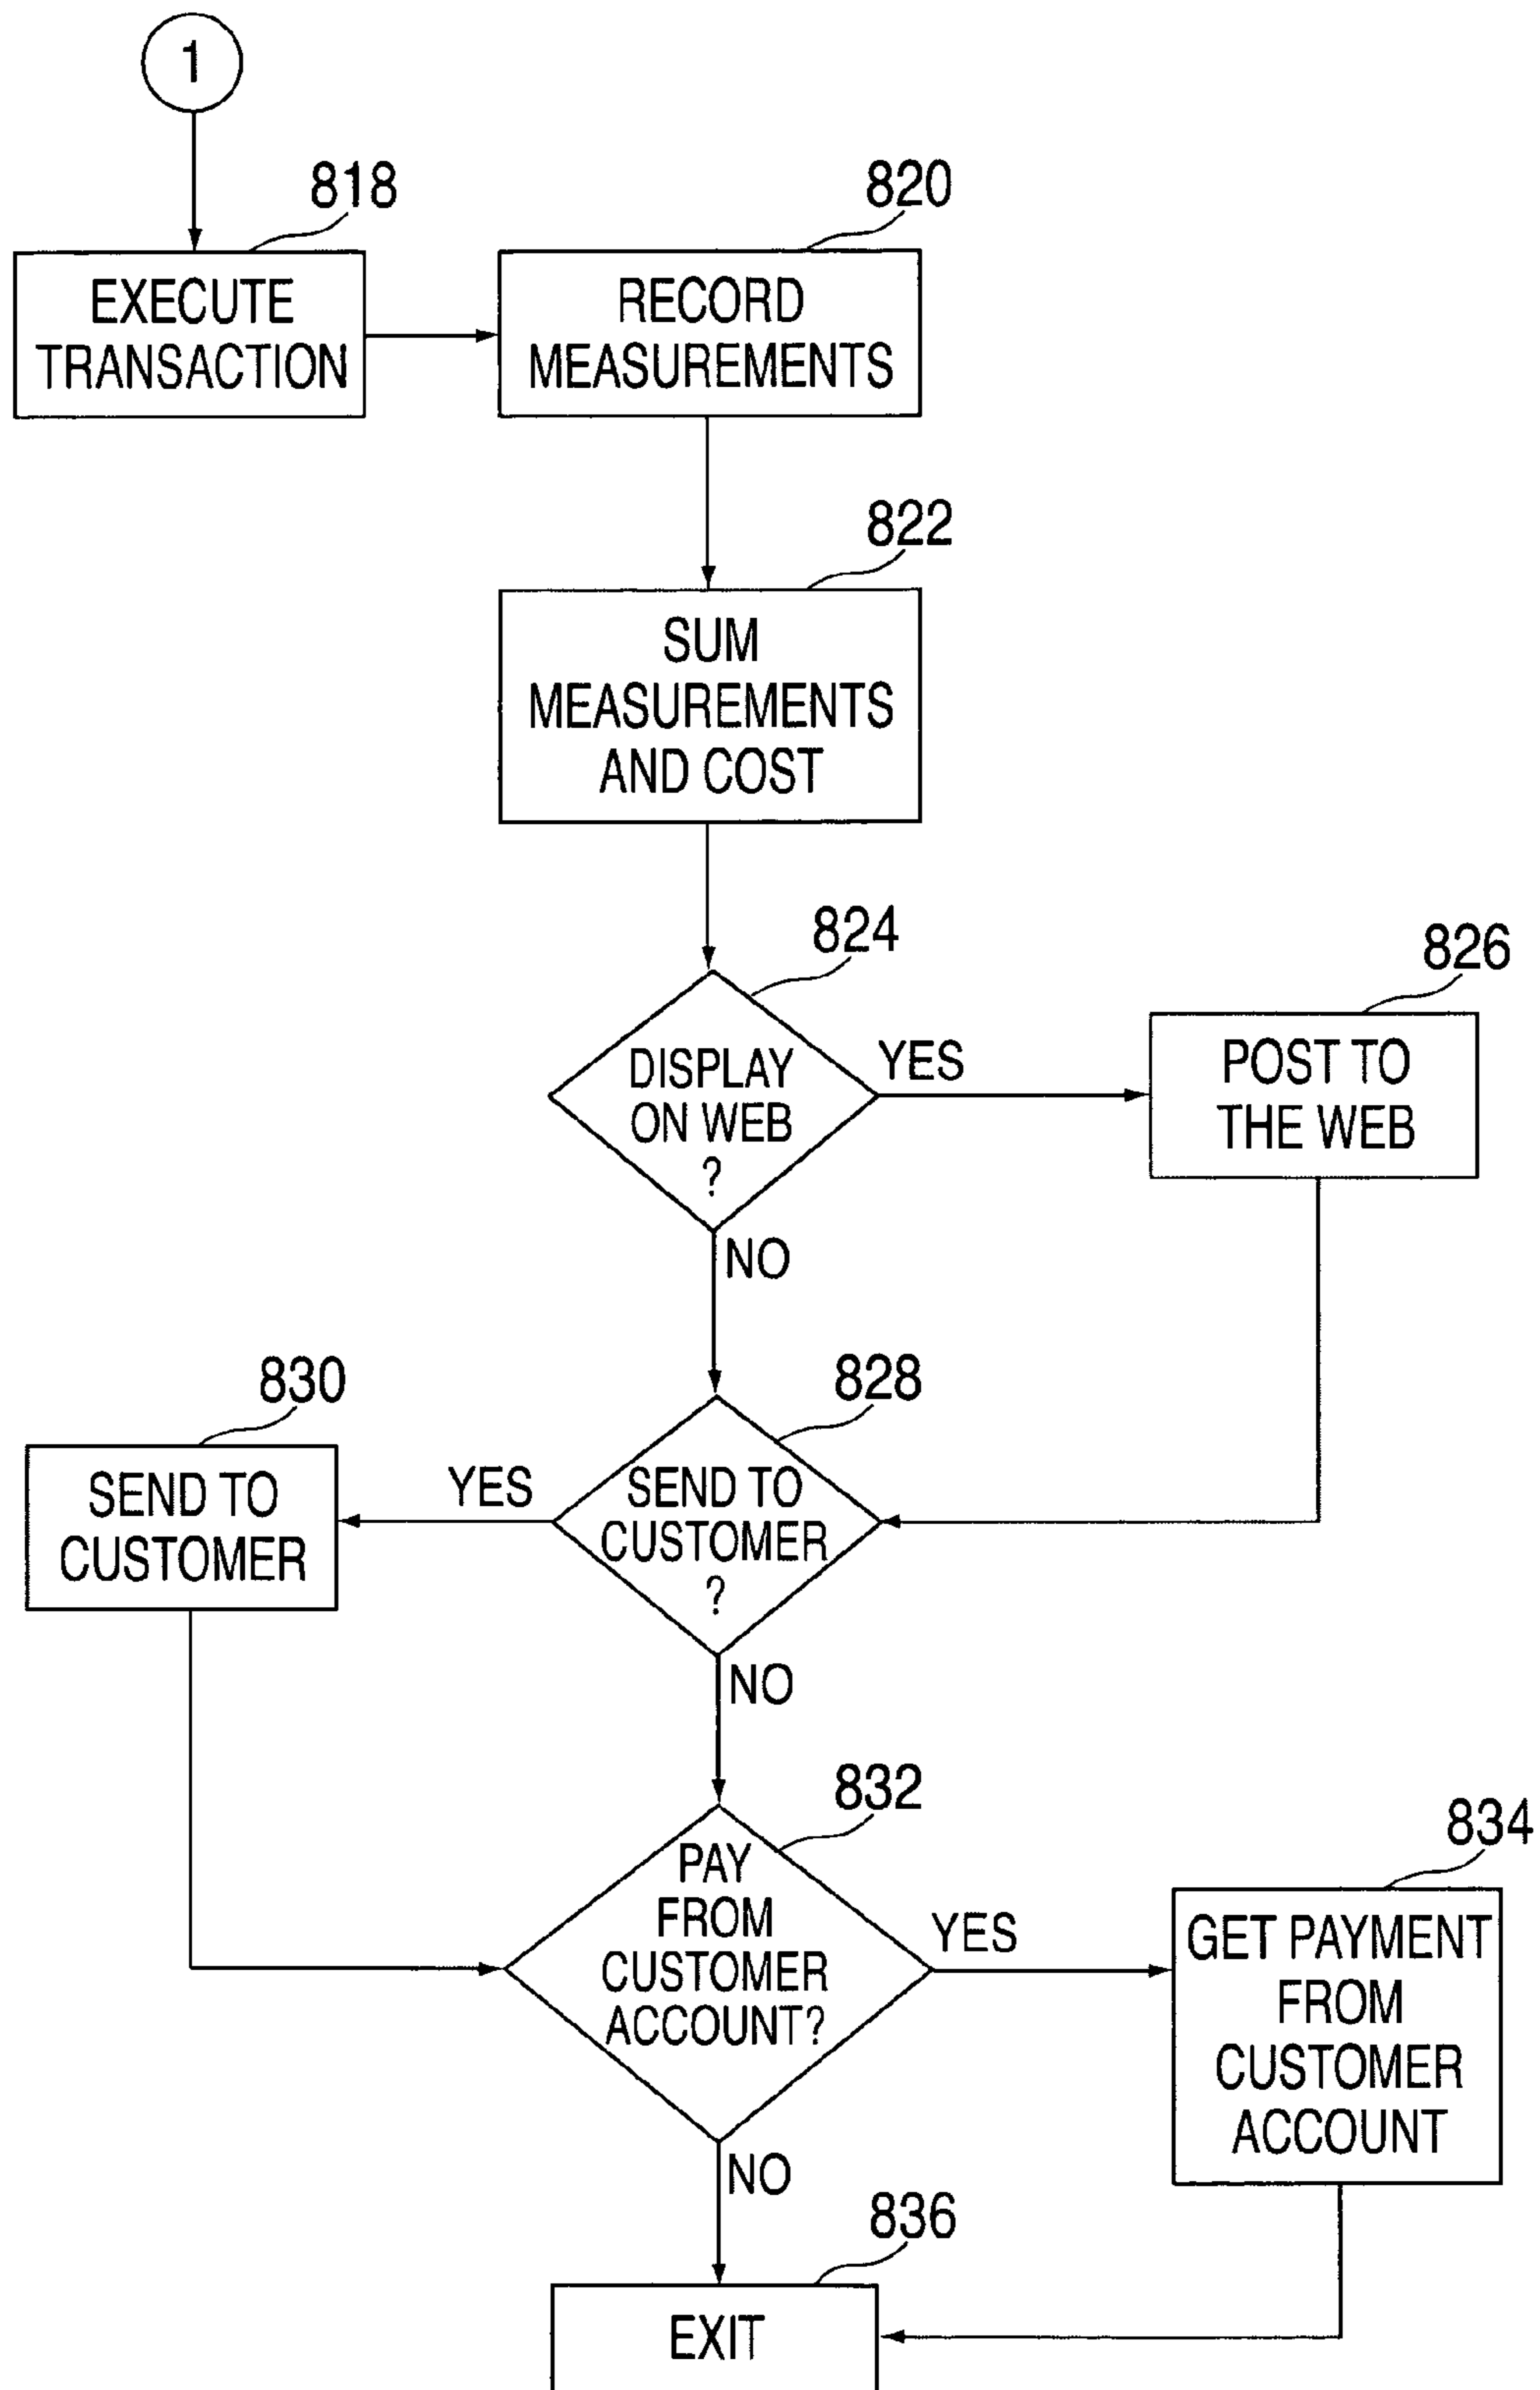 1
818
EXECUTE
TRANSACTION
820
RECORD
MEASUREMENTS
822
SUM
MEASUREMENTS
AND COST
824
DISPLAY
ON WEB
?
YES
826
POST TO
THE WEB
NO
828
SEND TO
CUSTOMER
?
YES
830
SEND TO
CUSTOMER
NO
832
PAY
FROM
CUSTOMER
ACCOUNT?
YES
834
GET PAYMENT
FROM
CUSTOMER
ACCOUNT
NO
836
EXIT